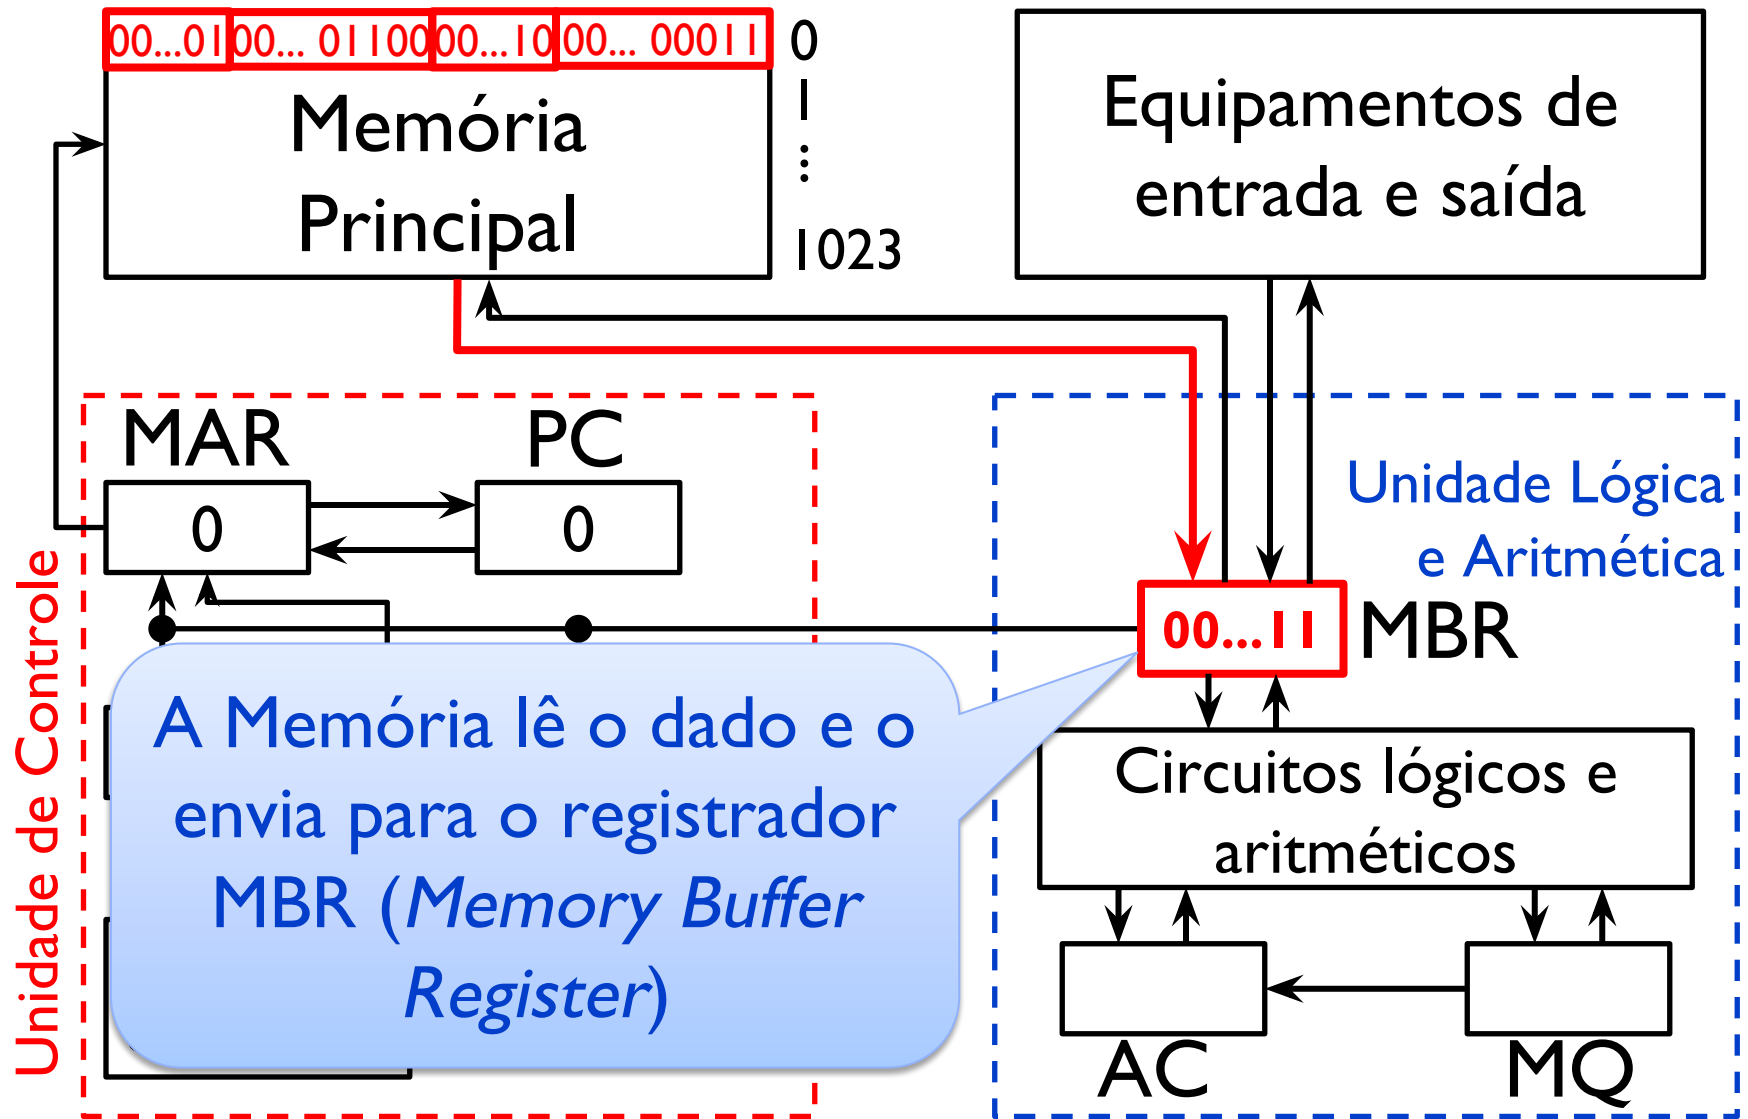 00...01 00... 01100 00...10 00... 00011 0
Memória
Principal
1
...
1023
Equipamentos de
entrada e saída
MAR
PC
0
0
Unidade de Controle
Unidade Lógica
e Aritmética
00...11
MBR
A Memória lê o dado e o
envia para o registrador
MBR (Memory Buffer
Register)
Circuitos lógicos e
aritméticos
AC
MQ